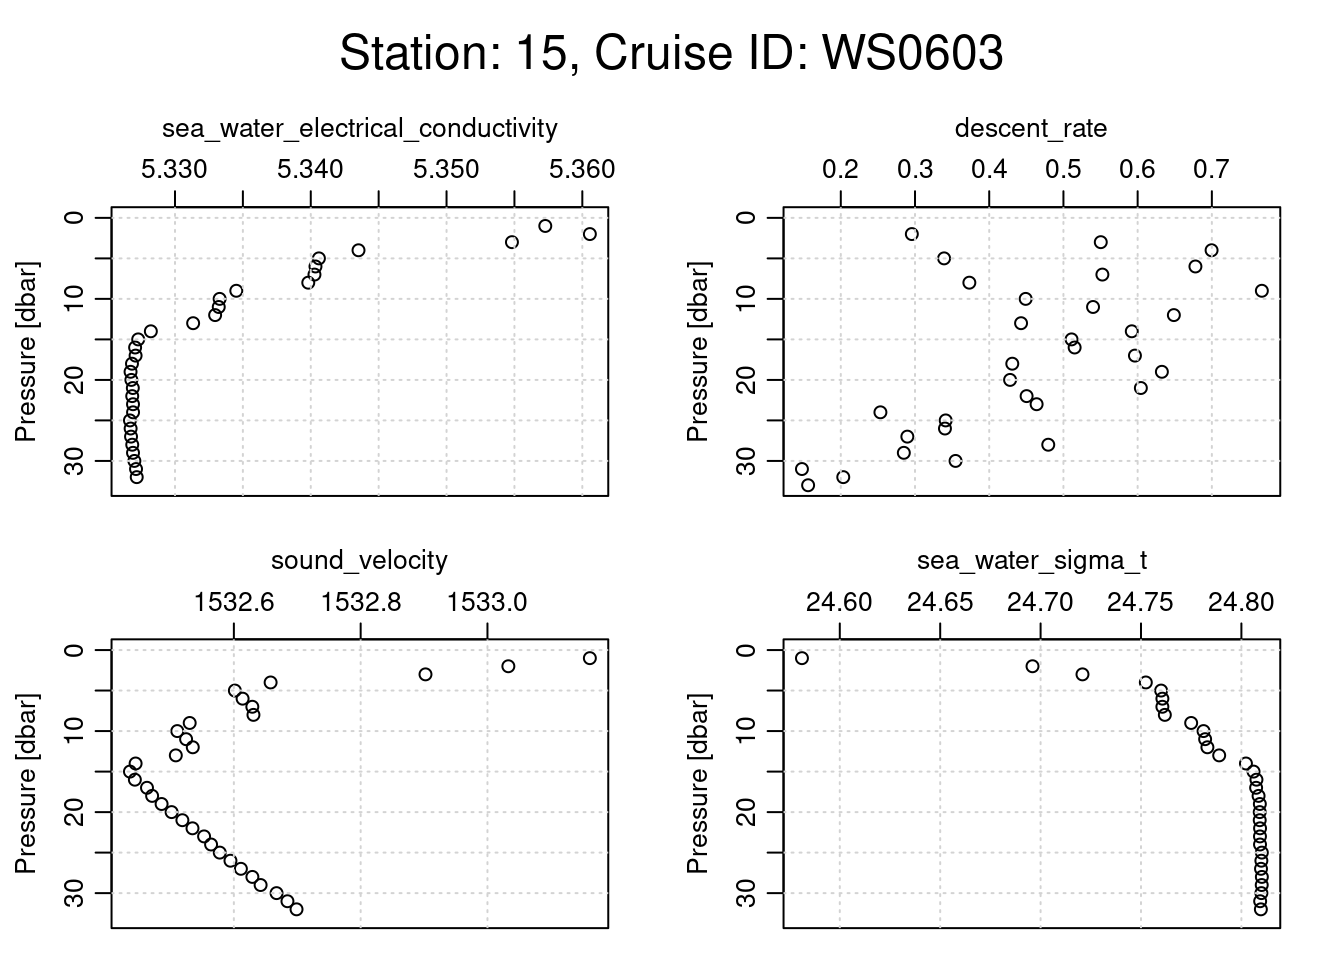 Station: 15, Cruise ID: WS0603
sea_water_electrical_conductivity
5.330 5.340 5.350 5.360
Pressure [dbar]
0
10
20
30
descent_rate
0.2 0.3 0.4 0.5 0.6 0.7
Pressure [dbar]
0
10
20
30
sound_velocity
1532.6 1532.8 1533.0
Pressure [dbar]
0
10
20
30
sea_water_sigma_t
24.60 24.65 24.70 24.75 24.80
Pressure [dbar]
0
10
20
30